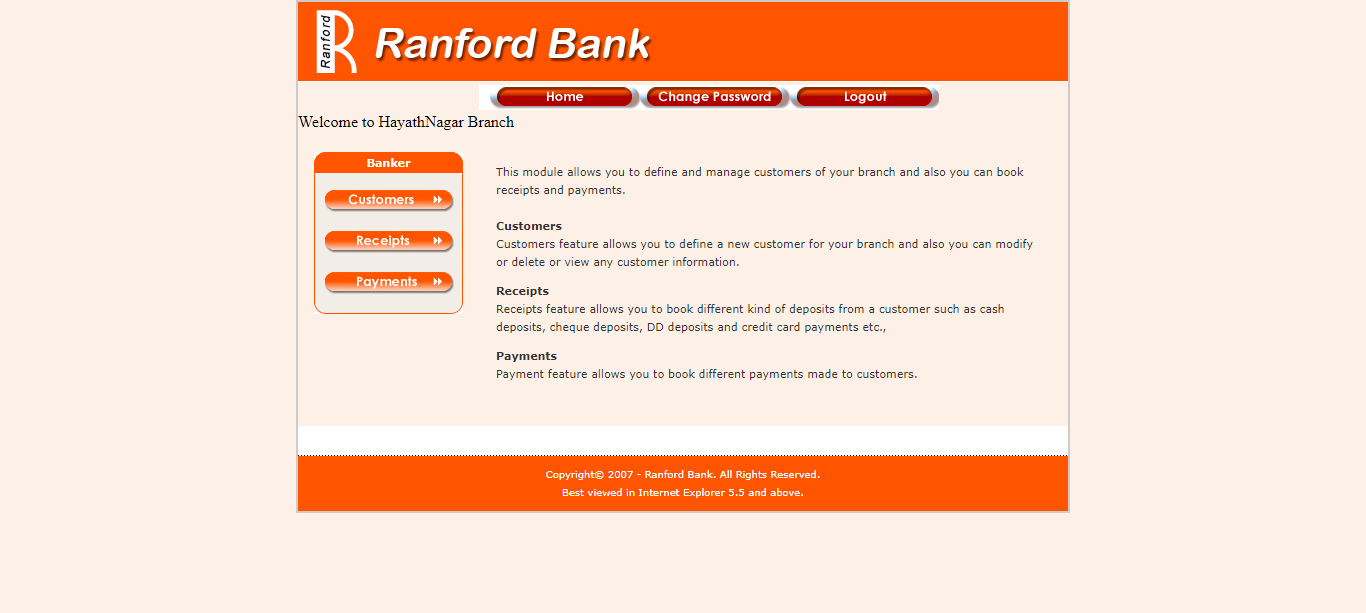 Ranford
Ranford Bank
Home Change Password Logout
Welcome to HayathNagar Branch
Banker
Customers
Receipts
Payments
This module allows you to define and manage customers of your branch and also you can book
receipts and payments.
Customers
Customers feature allows you to define a new customer for your branch and also you can modify
or delete or view any customer information.
Receipts
Receipts feature allows you to book different kind of deposits from a customer such as cash
deposits, cheque deposits, DD deposits and credit card payments etc.,
Payments
Payment feature allows you to book different payments made to customers.
Copyright© 2007 - Ranford Bank. All Rights Reserved.
Best viewed in Internet Explorer 5.5 and above.